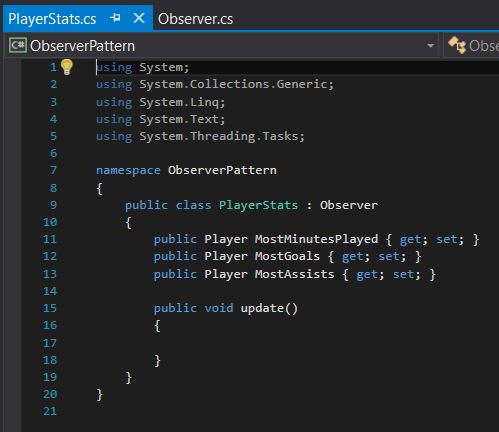 PlayerStats.cs Observer.cs
C# ObserverPattern Obse
1 using System;
2 using System.Collections.Generic;
3 using System.Linq;
4 using System.Text;
5 using System.Threading.Tasks;
6
7 namespace ObserverPattern
8 {
9 public class PlayerStats : Observer
10 {
11 public Player MostMinutesPlayed { get; set; }
12 public Player MostGoals { get; set; }
13 public Player MostAssists { get; set; }
14
15 public void update()
16 {
17
18 }
19 }
20 }
21